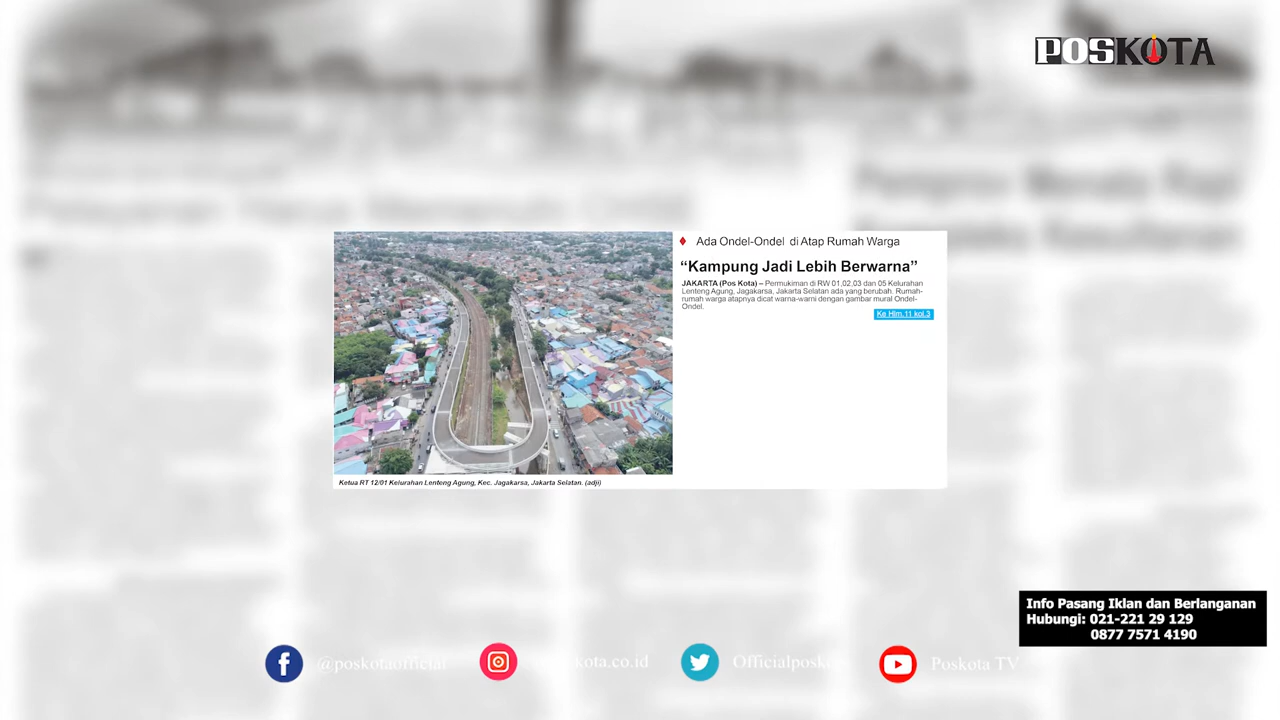 POSKOTA
Ada Ondel-Ondel di Atap Rumah Warga
“Kampung Jadi Lebih Berwarna”
JAKARTA (Pos Kota) – Permukiman di RW 01,02,03 dan 05 Kelurahan
Lenteng Agung, Jagakarsa, Jakarta Selatan ada yang berubah. Rumah-
rumah warga atapnya dicat warna-warni dengan gambar mural Ondel-
Ondel.
Ke Hlm.11 kol.3
Ketua RT 12/01 Kelurahan Lenteng Agung, Kec. Jagakarsa, Jakarta Selatan. (adji)
Info Pasang Iklan dan Berlanganan
Hubungi: 021-221 29 129
0877 7571 4190
@poskotaofficial
kota.co.id
Poskota TV